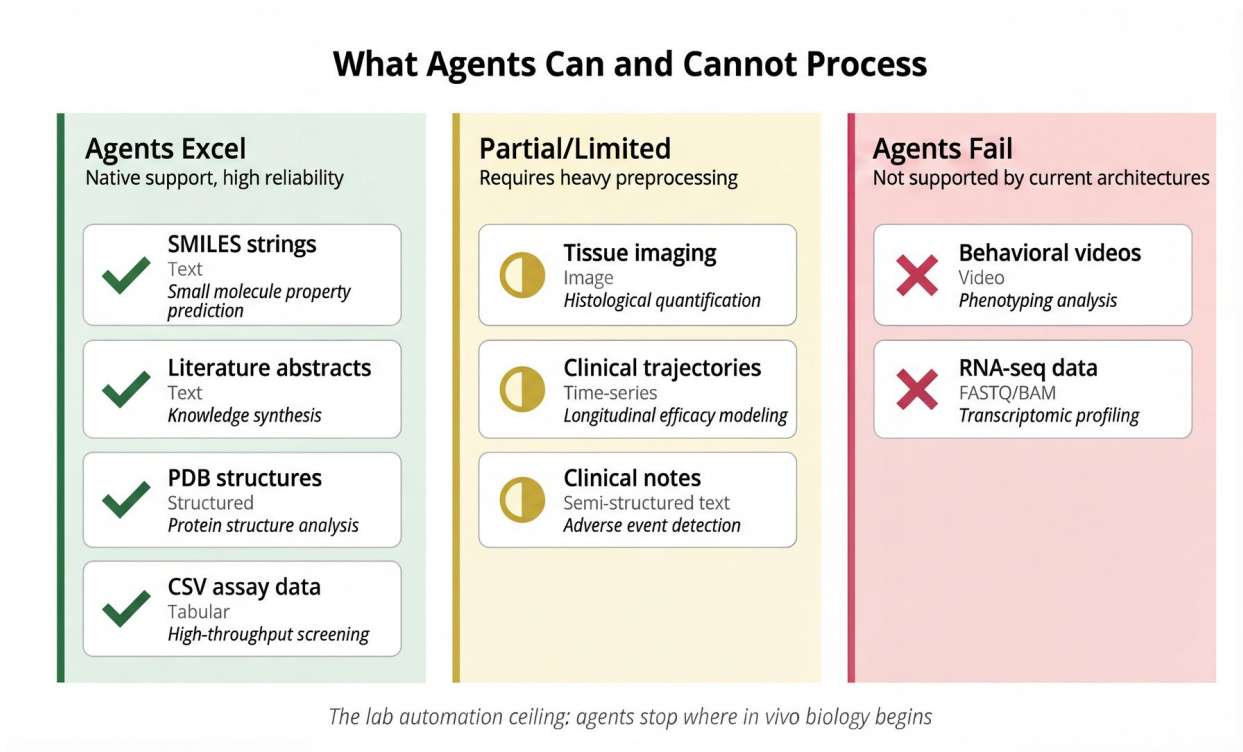 What Agents Can and Cannot Process
Agents Excel
Native support, high reliability
SMILES strings
Text
Small molecule property
prediction
Literature abstracts
Text
Knowledge synthesis
PDB structures
Structured
Protein structure analysis
CSV assay data
Tabular
High-throughput screening
Partial/Limited
Requires heavy preprocessing
Tissue imaging
Image
Histological quantification
Clinical trajectories
Time-series
Longitudinal efficacy modeling
Clinical notes
Semi-structured text
Adverse event detection
Agents Fail
Not supported by current architectures
Behavioral videos
Video
Phenotyping analysis
RNA-seq data
FASTQ/BAM
Transcriptomic profiling
The lab automation ceiling: agents stop where in vivo biology begins